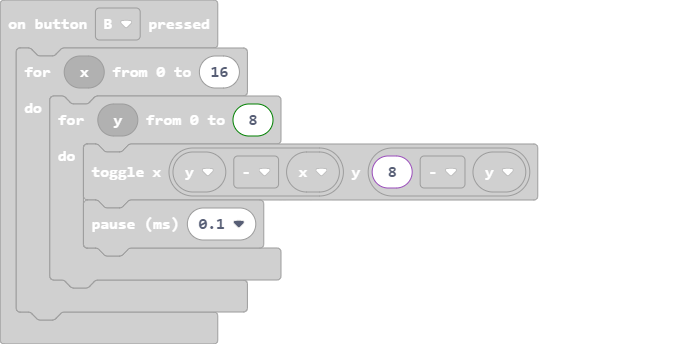 on button B pressed
for x from 0 to 16
do
for y from 0 to 8
do
toggle x y - x y 8 - y
pause (ms) 0.1